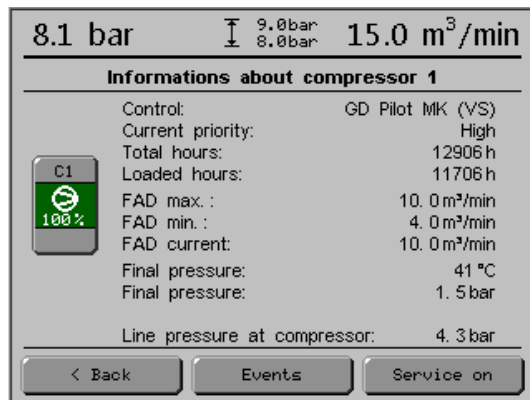 8.1 bar 9.0bar 8.0bar 15.0 m³/min
Informations about compressor 1
Control: GD Pilot MK (VS)
Current priority: High
Total hours: 12906 h
Loaded hours: 11706 h
C1
100%
FAD max. : 10. 0 m³/min
FAD min. : 4. 0 m³/min
FAD current: 10. 0 m³/min
Final pressure: 41 °C
Final pressure: 1. 5 bar
Line pressure at compressor: 4. 3 bar
< Back Events Service on